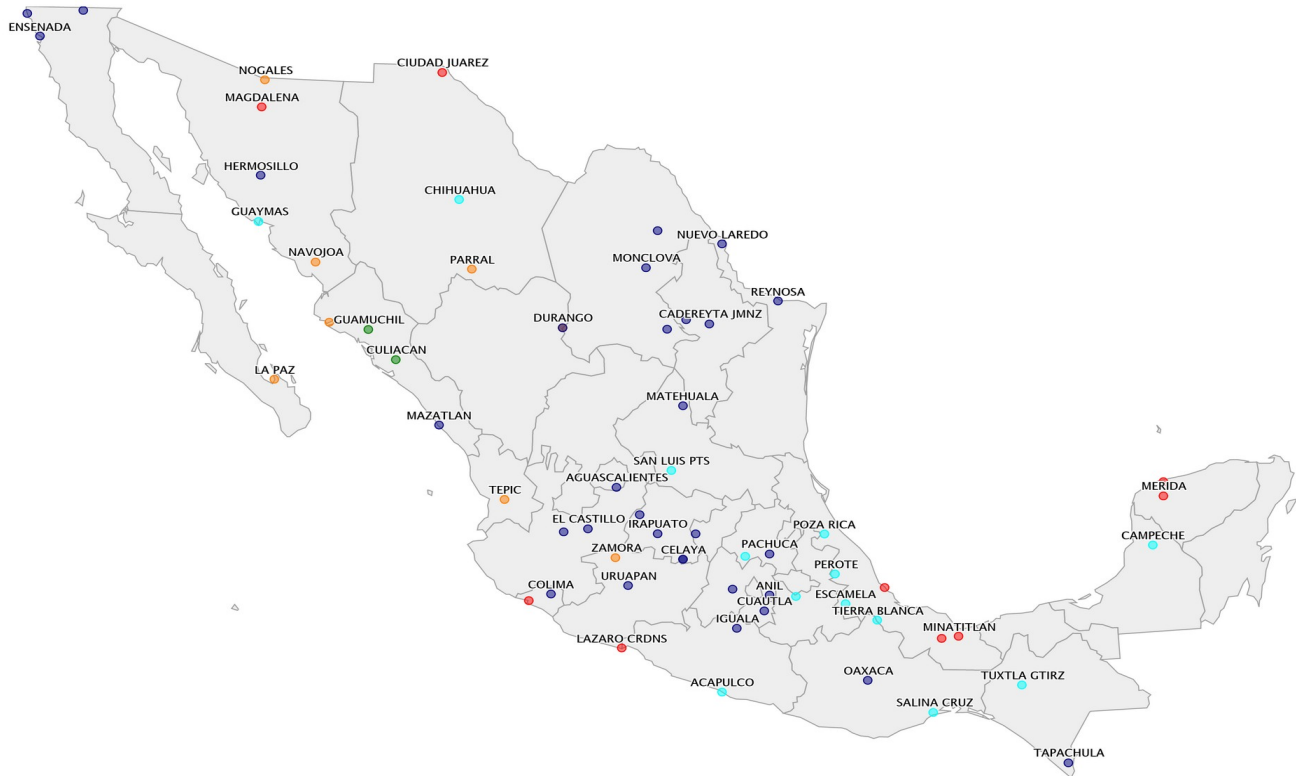 ENSENADA
NOGALES
CIUDAD JUAREZ
MAGDALENA
HERMOSILLO
CHIHUAHUA
GUAYMAS
NUEVO LAREDO
NAVOJOA
PARRAL
MONCLOVA
REYNOSA
GUAMUCHIL
DURANGO
CADEREYTA JMNZ
CULIACAN
LA PAZ
MATEHUALA
MAZATLAN
SAN LUIS PTS
AGUASCALIENTES
MERIDA
TEPIC
EL CASTILLO
IRAPUATO
POZA RICA
CAMPECHE
ZAMORA
CELAYA
PACHUCA
PEROTE
COLIMA
URUAPAN
ANIL
ESCAMELA
CUAUTLA
TIERRA BLANCA
IGUALA
MINATITLAN
LAZARO CRDNS
OAXACA
TUXTLA GTIRZ
ACAPULCO
SALINA CRUZ
TAPACHULA